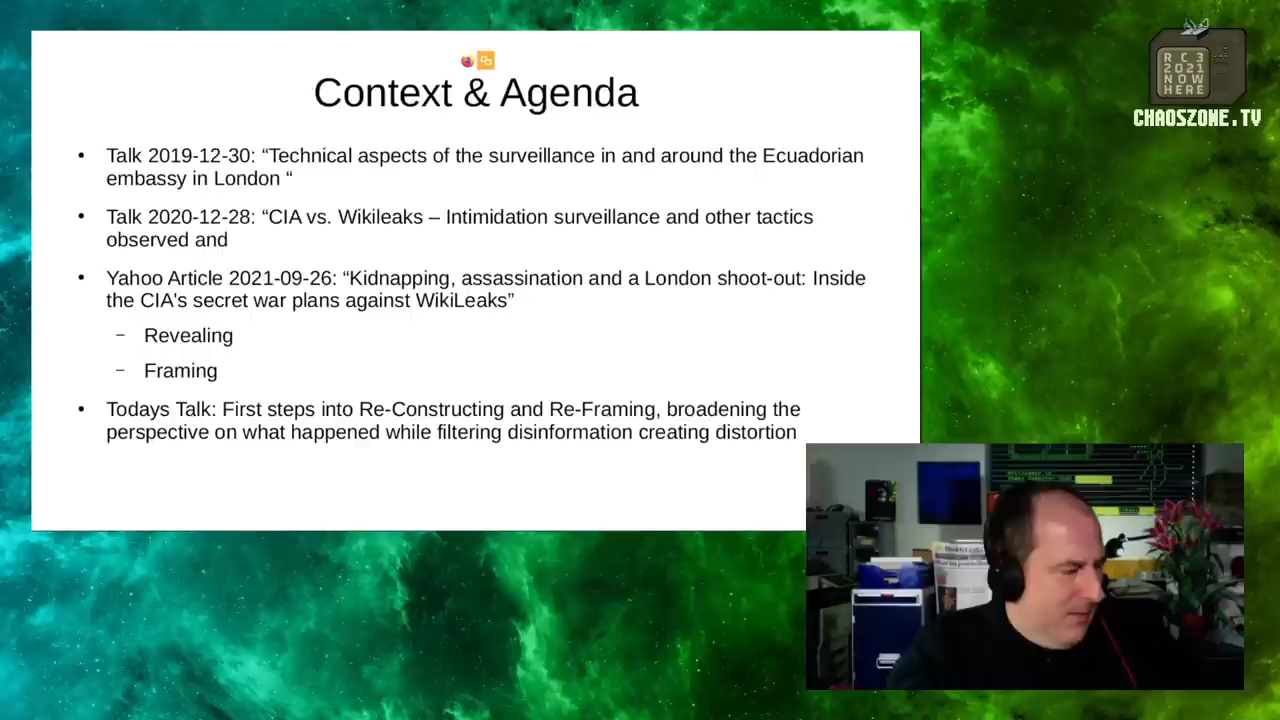 Context & Agenda
• Talk 2019-12-30: “Technical aspects of the surveillance in and around the Ecuadorian
embassy in London “
• Talk 2020-12-28: “CIA vs. Wikileaks – Intimidation surveillance and other tactics
observed and
• Yahoo Article 2021-09-26: “Kidnapping, assassination and a London shoot-out: Inside
the CIA's secret war plans against WikiLeaks”
– Revealing
– Framing
• Todays Talk: First steps into Re-Constructing and Re-Framing, broadening the
perspective on what happened while filtering disinformation creating distortion
RC3
2021
NOW
HERE
CHAOSZONE.TV